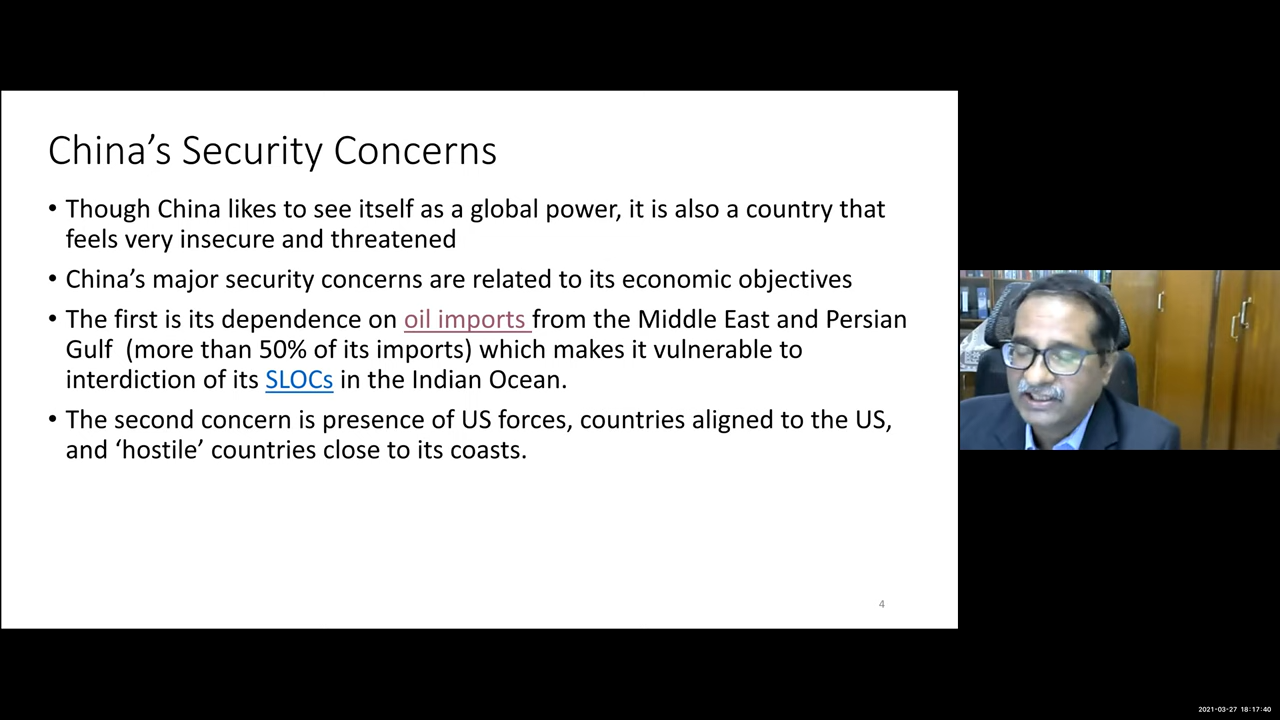 China’s Security Concerns
• Though China likes to see itself as a global power, it is also a country that
feels very insecure and threatened
• China’s major security concerns are related to its economic objectives
• The first is its dependence on oil imports from the Middle East and Persian
Gulf  (more than 50% of its imports) which makes it vulnerable to
interdiction of its SLOCs in the Indian Ocean.
• The second concern is presence of US forces, countries aligned to the US,
and ‘hostile’ countries close to its coasts.
4
2021-03-27 18:17:40